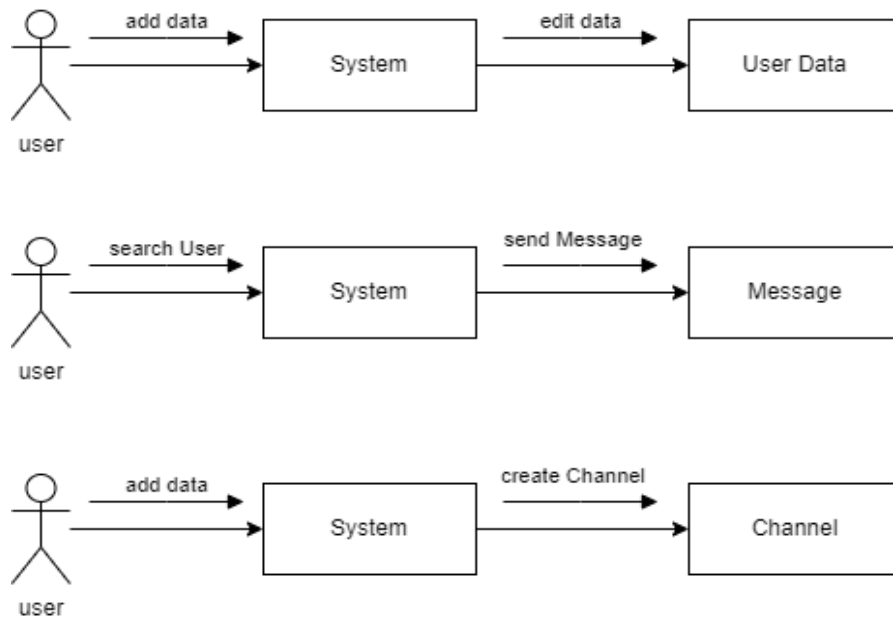 add data
edit data
System
User Data
user
search User
send Message
System
Message
user
add data
create Channel
System
Channel
user